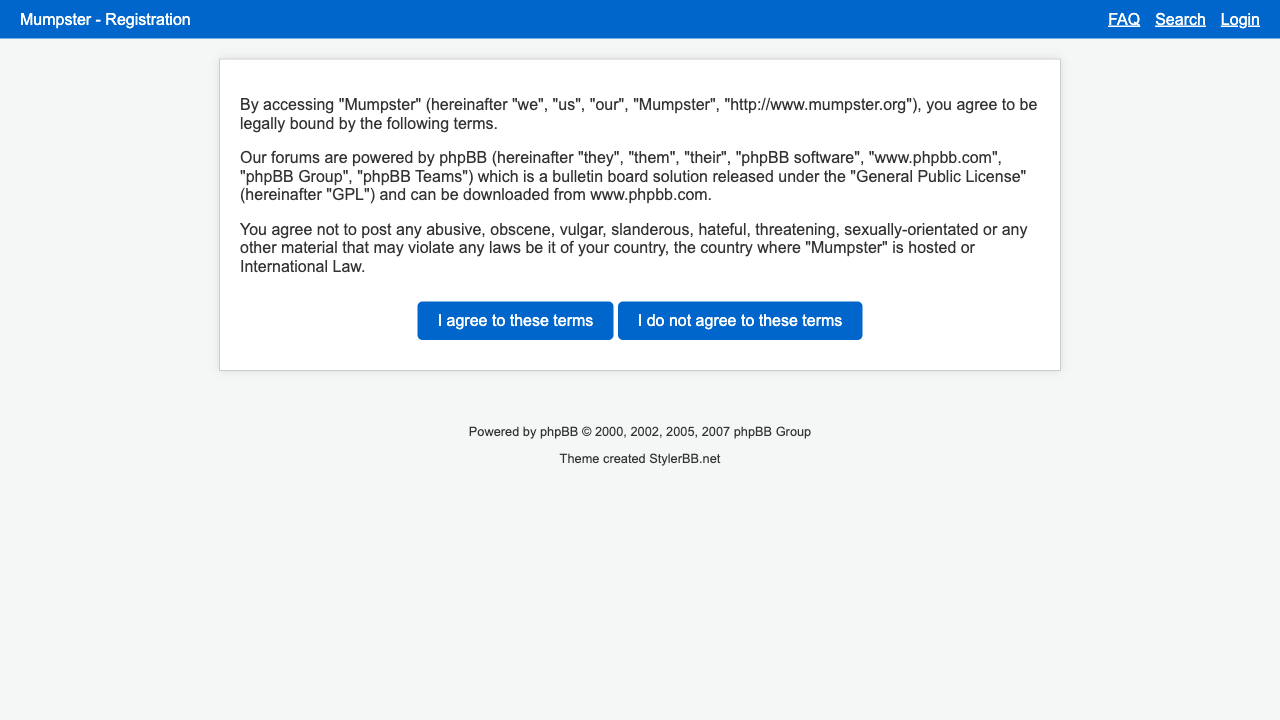 Mumpster - Registration
FAQ Search Login
By accessing "Mumpster" (hereinafter "we", "us", "our", "Mumpster", "http://www.mumpster.org"), you agree to be
legally bound by the following terms.
Our forums are powered by phpBB (hereinafter "they", "them", "their", "phpBB software", "www.phpbb.com",
"phpBB Group", "phpBB Teams") which is a bulletin board solution released under the "General Public License"
(hereinafter "GPL") and can be downloaded from www.phpbb.com.
You agree not to post any abusive, obscene, vulgar, slanderous, hateful, threatening, sexually-orientated or any
other material that may violate any laws be it of your country, the country where "Mumpster" is hosted or
International Law.
I agree to these terms I do not agree to these terms
Powered by phpBB © 2000, 2002, 2005, 2007 phpBB Group
Theme created StylerBB.net